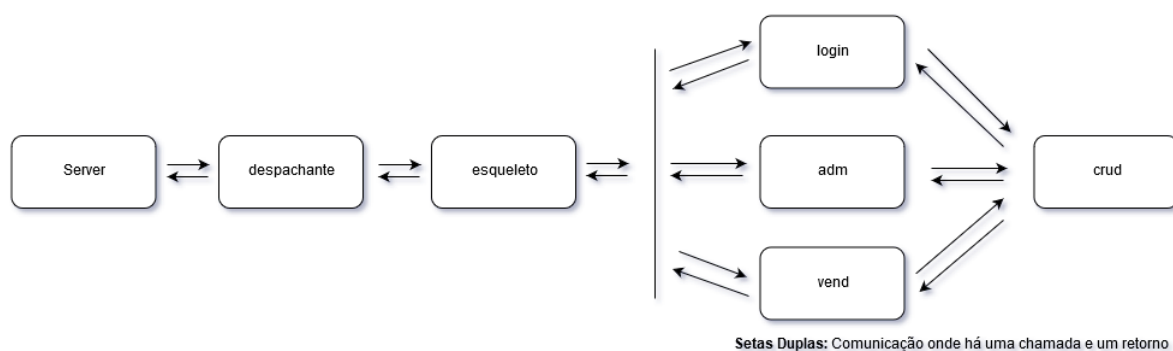 login
Server
despachante
esqueleto
adm
crud
vend
Setas Duplas: Comunicação onde há uma chamada e um retorno